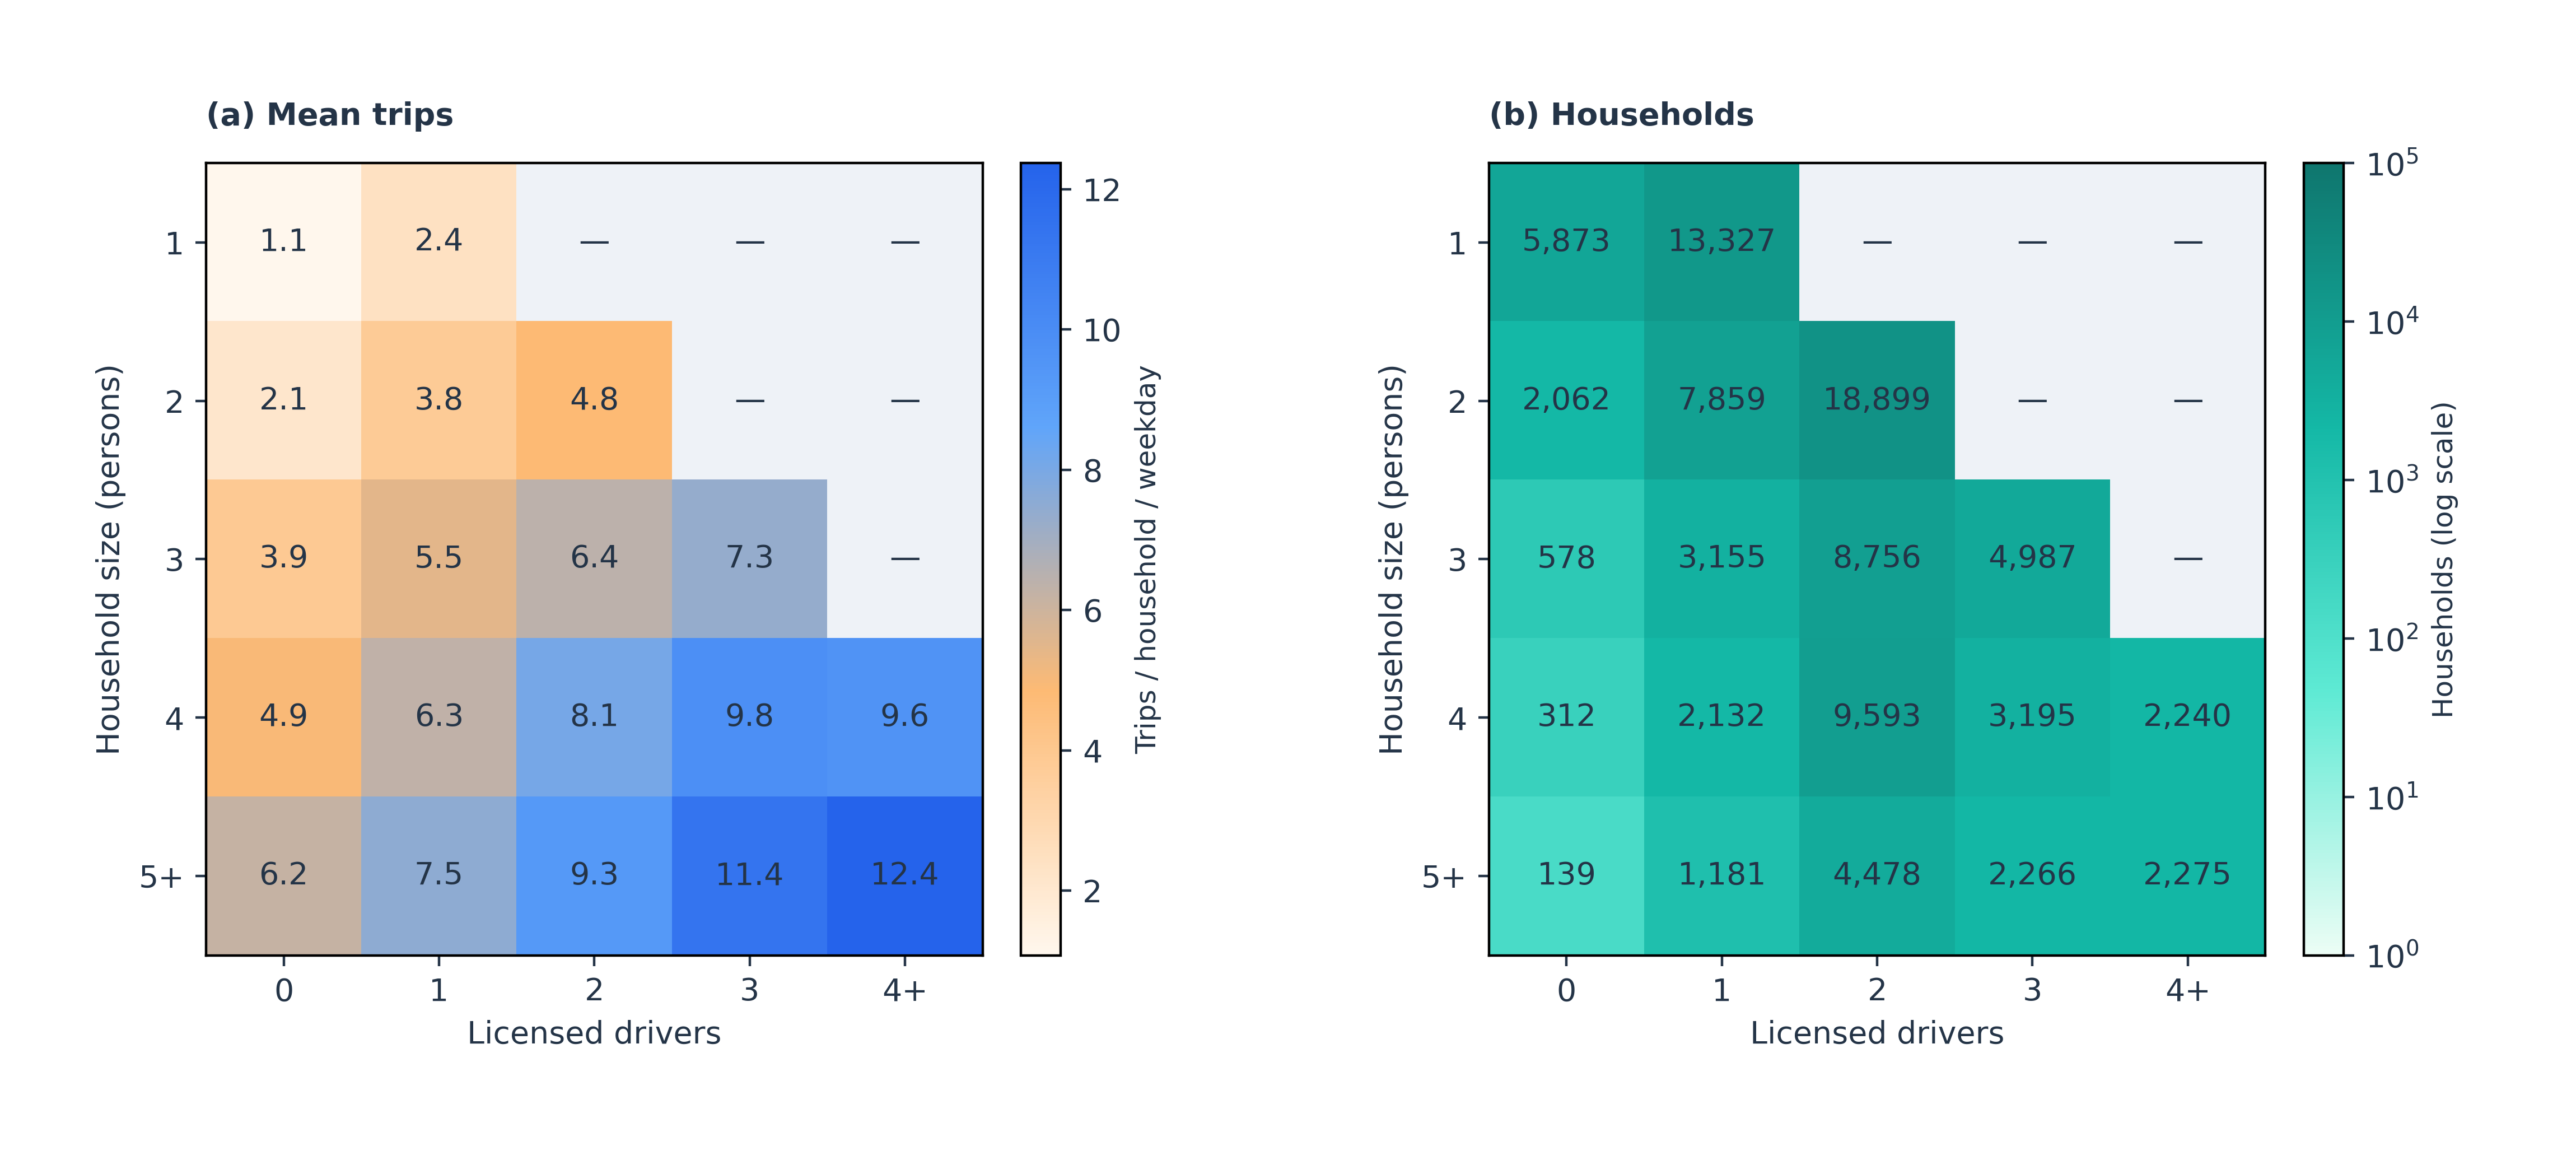 (a) Mean trips
Household size (persons)
1 1.1 2.4 — — —
2 2.1 3.8 4.8 — —
3 3.9 5.5 6.4 7.3 —
4 4.9 6.3 8.1 9.8 9.6
5+ 6.2 7.5 9.3 11.4 12.4
0 1 2 3 4+
Licensed drivers
12
10
8
6
4
2
Trips / household / weekday
(b) Households
Household size (persons)
1 5,873 13,327 — — —
2 2,062 7,859 18,899 — —
3 578 3,155 8,756 4,987 —
4 312 2,132 9,593 3,195 2,240
5+ 139 1,181 4,478 2,266 2,275
0 1 2 3 4+
Licensed drivers
10⁵
10⁴
10³
10²
10¹
10⁰
Households (log scale)